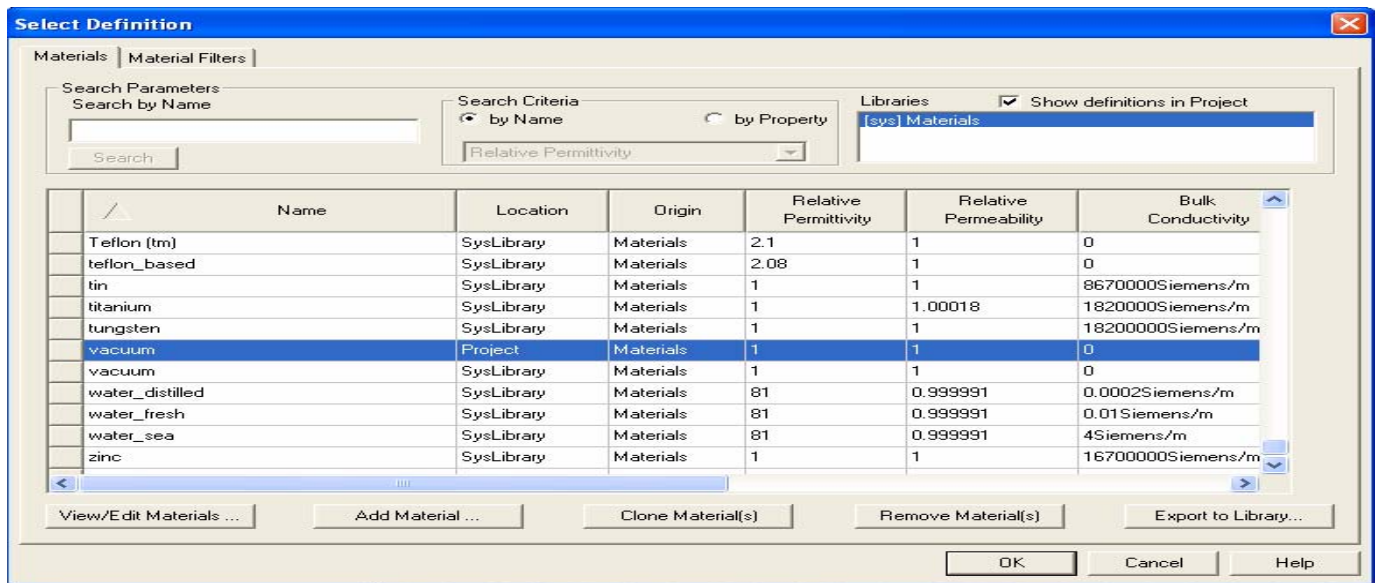 Select Definition
Materials Material Filters
Search Parameters
Search by Name
Search
Search Criteria
by Name by Property
Relative Permittivity
Libraries Show definitions in Project
[sys] Materials
Name Location Origin Relative Permittivity Relative Permeability Bulk Conductivity
Teflon (tm) SysLibrary Materials 2.1 1 0
teflon_based SysLibrary Materials 2.08 1 0
tin SysLibrary Materials 1 1 8670000Siemens/m
titanium SysLibrary Materials 1 1.00018 1820000Siemens/m
tungsten SysLibrary Materials 1 1 18200000Siemens/m
vacuum Project Materials 1 1 0
vacuum SysLibrary Materials 1 1 0
water_distilled SysLibrary Materials 81 0.999991 0.0002Siemens/m
water_fresh SysLibrary Materials 81 0.999991 0.01Siemens/m
water_sea SysLibrary Materials 81 0.999991 4Siemens/m
zinc SysLibrary Materials 1 1 16700000Siemens/m
View/Edit Materials ... Add Material ... Clone Material(s) Remove Material(s) Export to Library...
OK Cancel Help